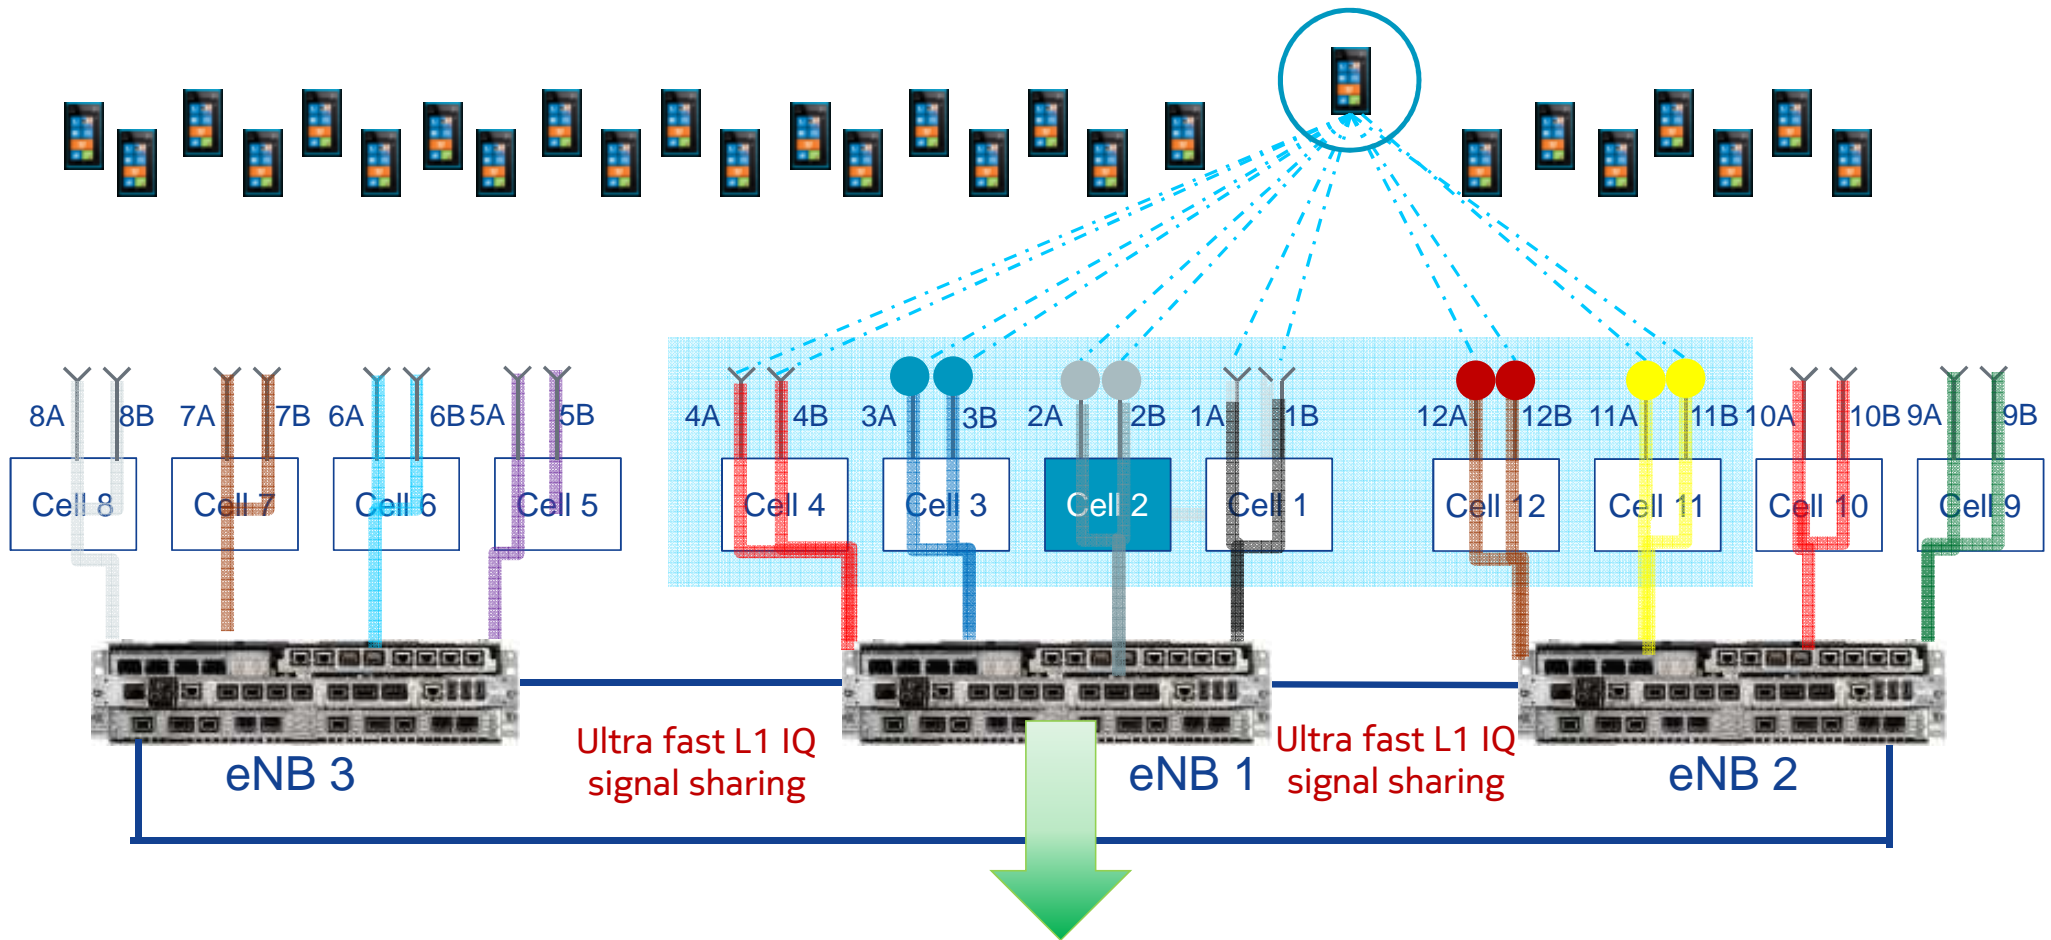 8A 8B 7A 7B 6A 6B 5A 5B 4A 4B 3A 3B 2A 2B 1A 1B 12A 12B 11A 11B 10A 10B 9A 9B
Cell 8 Cell 7 Cell 6 Cell 5 Cell 4 Cell 3 Cell 2 Cell 1 Cell 12 Cell 11 Cell 10 Cell 9
Ultra fast L1 IQ
signal sharing
Ultra fast L1 IQ
signal sharing
eNB 3 eNB 1 eNB 2